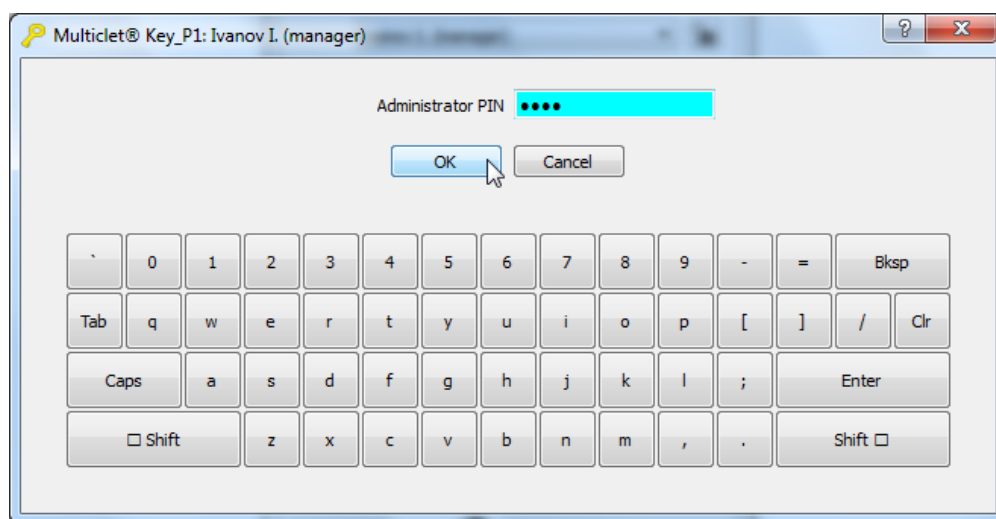 Multiclet® Key_P1: Ivanov I. (manager)
Administrator PIN ••••
OK Cancel
` 0 1 2 3 4 5 6 7 8 9 - = Bksp
Tab q w e r t y u i o p [ ] / Clr
Caps a s d f g h j k l ; Enter
☐ Shift z x c v b n m , . Shift ☐